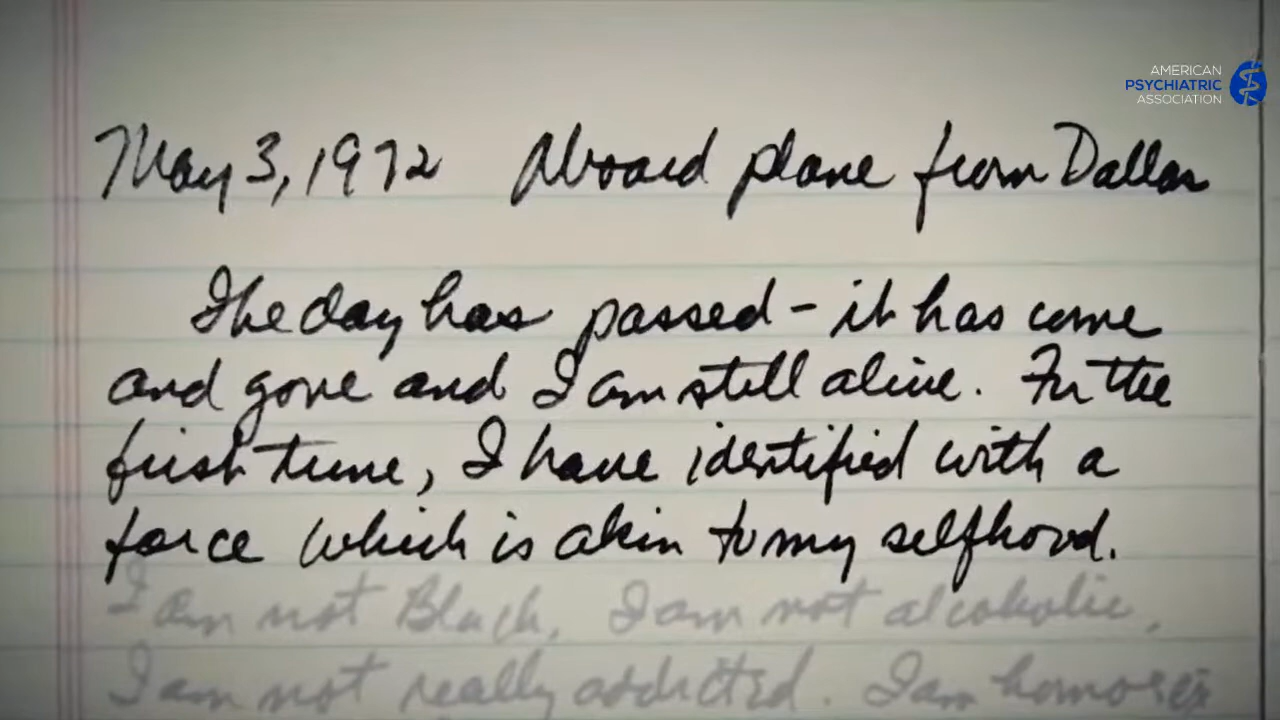 AMERICAN
PSYCHIATRIC
ASSOCIATION
May 3, 1972 Aboard plane from Dallas
The day has passed - it has come
and gone and I am still alive. For the
first time, I have identified with a
force which is akin to my selfhood.
I am not Black, I am not alcoholic,
I am not really addicted. I am homosex